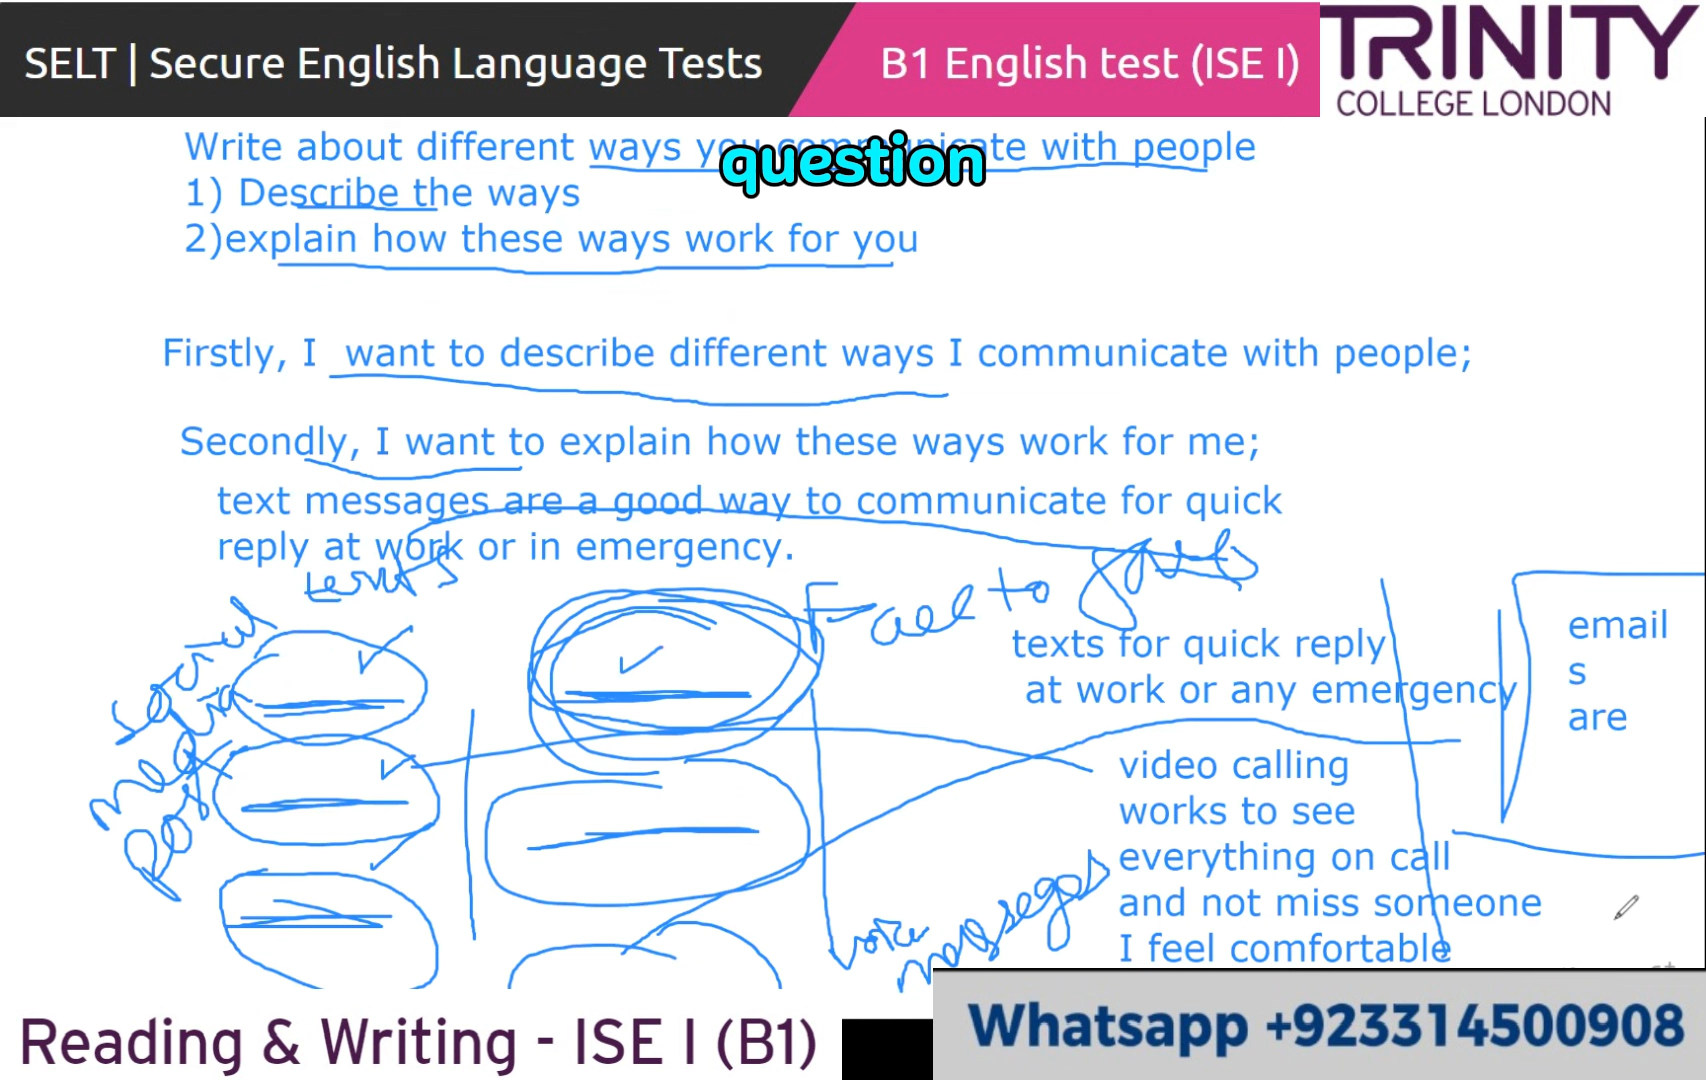 SELT | Secure English Language Tests
B1 English test (ISE I)
TRINITY
COLLEGE LONDON
Write about different ways you communicate with people
question
1) Describe the ways
2)explain how these ways work for you
Firstly, I want to describe different ways I communicate with people;
Secondly, I want to explain how these ways work for me;
text messages are a good way to communicate for quick
reply at work or in emergency.
Face to
social
media
texts for quick reply
at work or any emergency
email
s
are
video calling
works to see
everything on call
and not miss someone
I feel comfortable
voice
Reading & Writing - ISE I (B1)
Whatsapp +923314500908